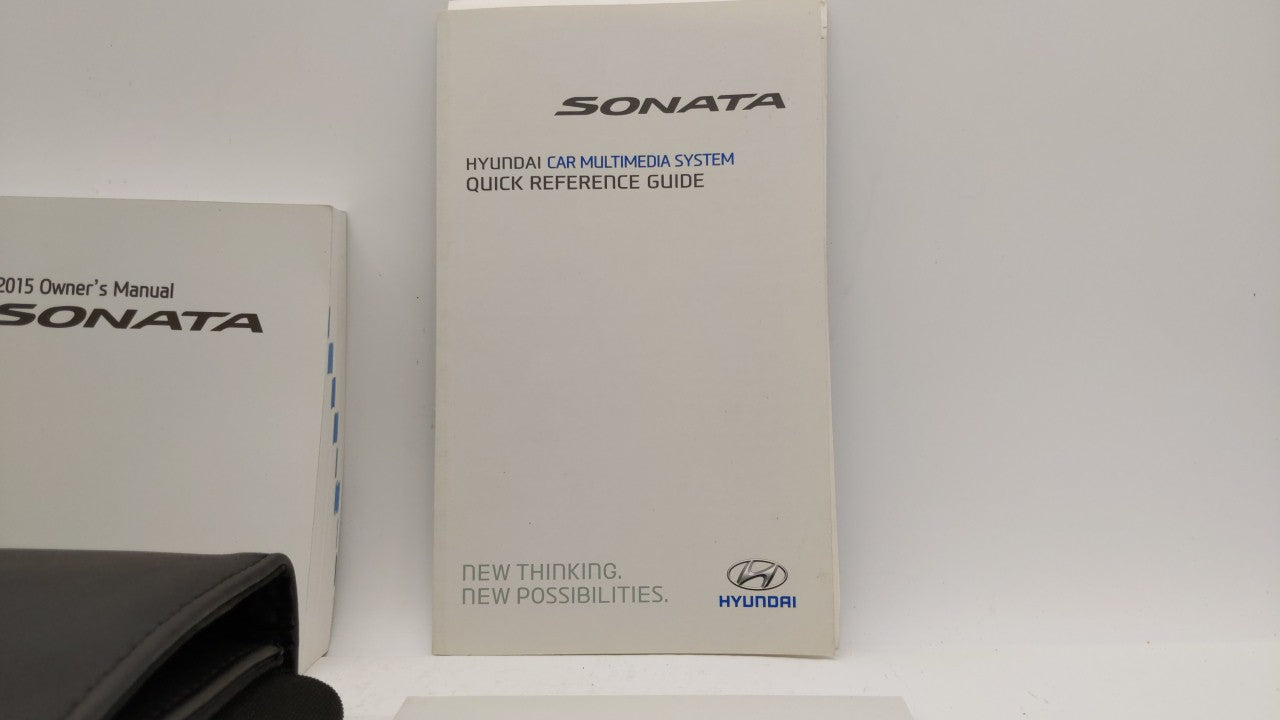 2015 Owner's Manual
SONATA
SONATA
HYUNDAI CAR MULTIMEDIA SYSTEM
QUICK REFERENCE GUIDE
NEW THINKING.
NEW POSSIBILITIES.
HYUNDAI